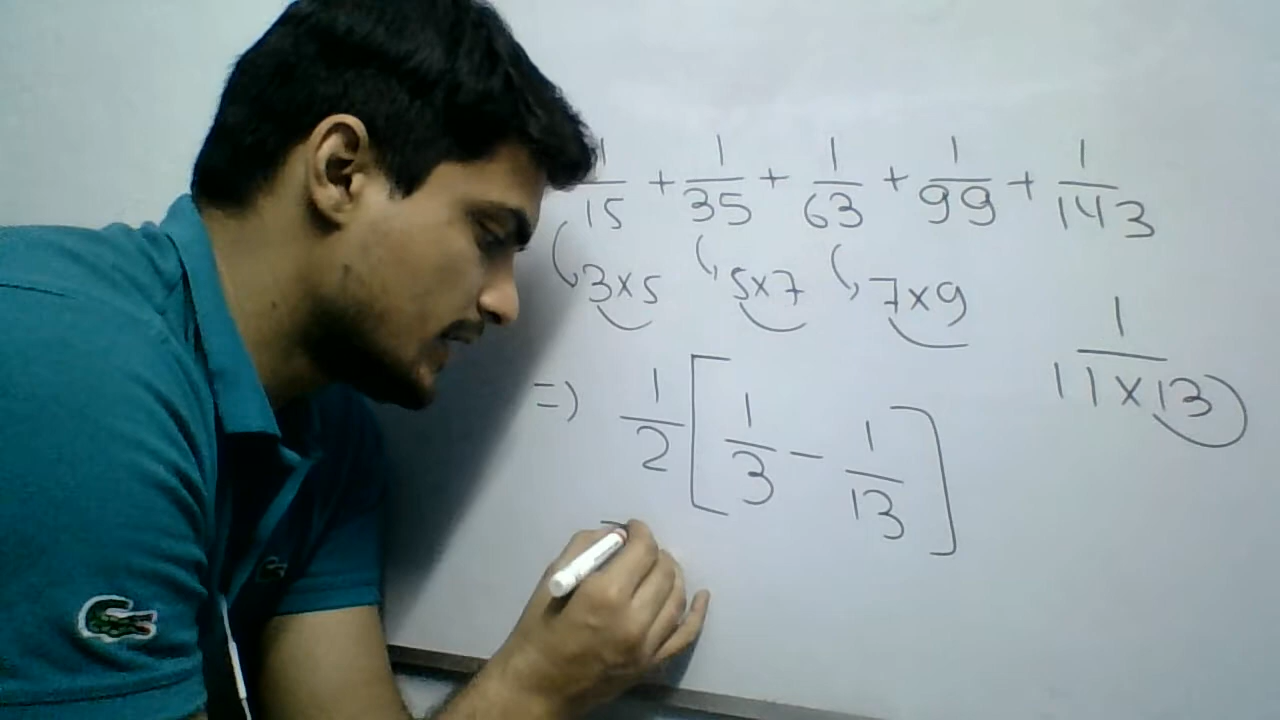 1/15 + 1/35 + 1/63 + 1/99 + 1/143
3×5 5×7 7×9
1/11×13
=> 1/2 [1/3 - 1/13]